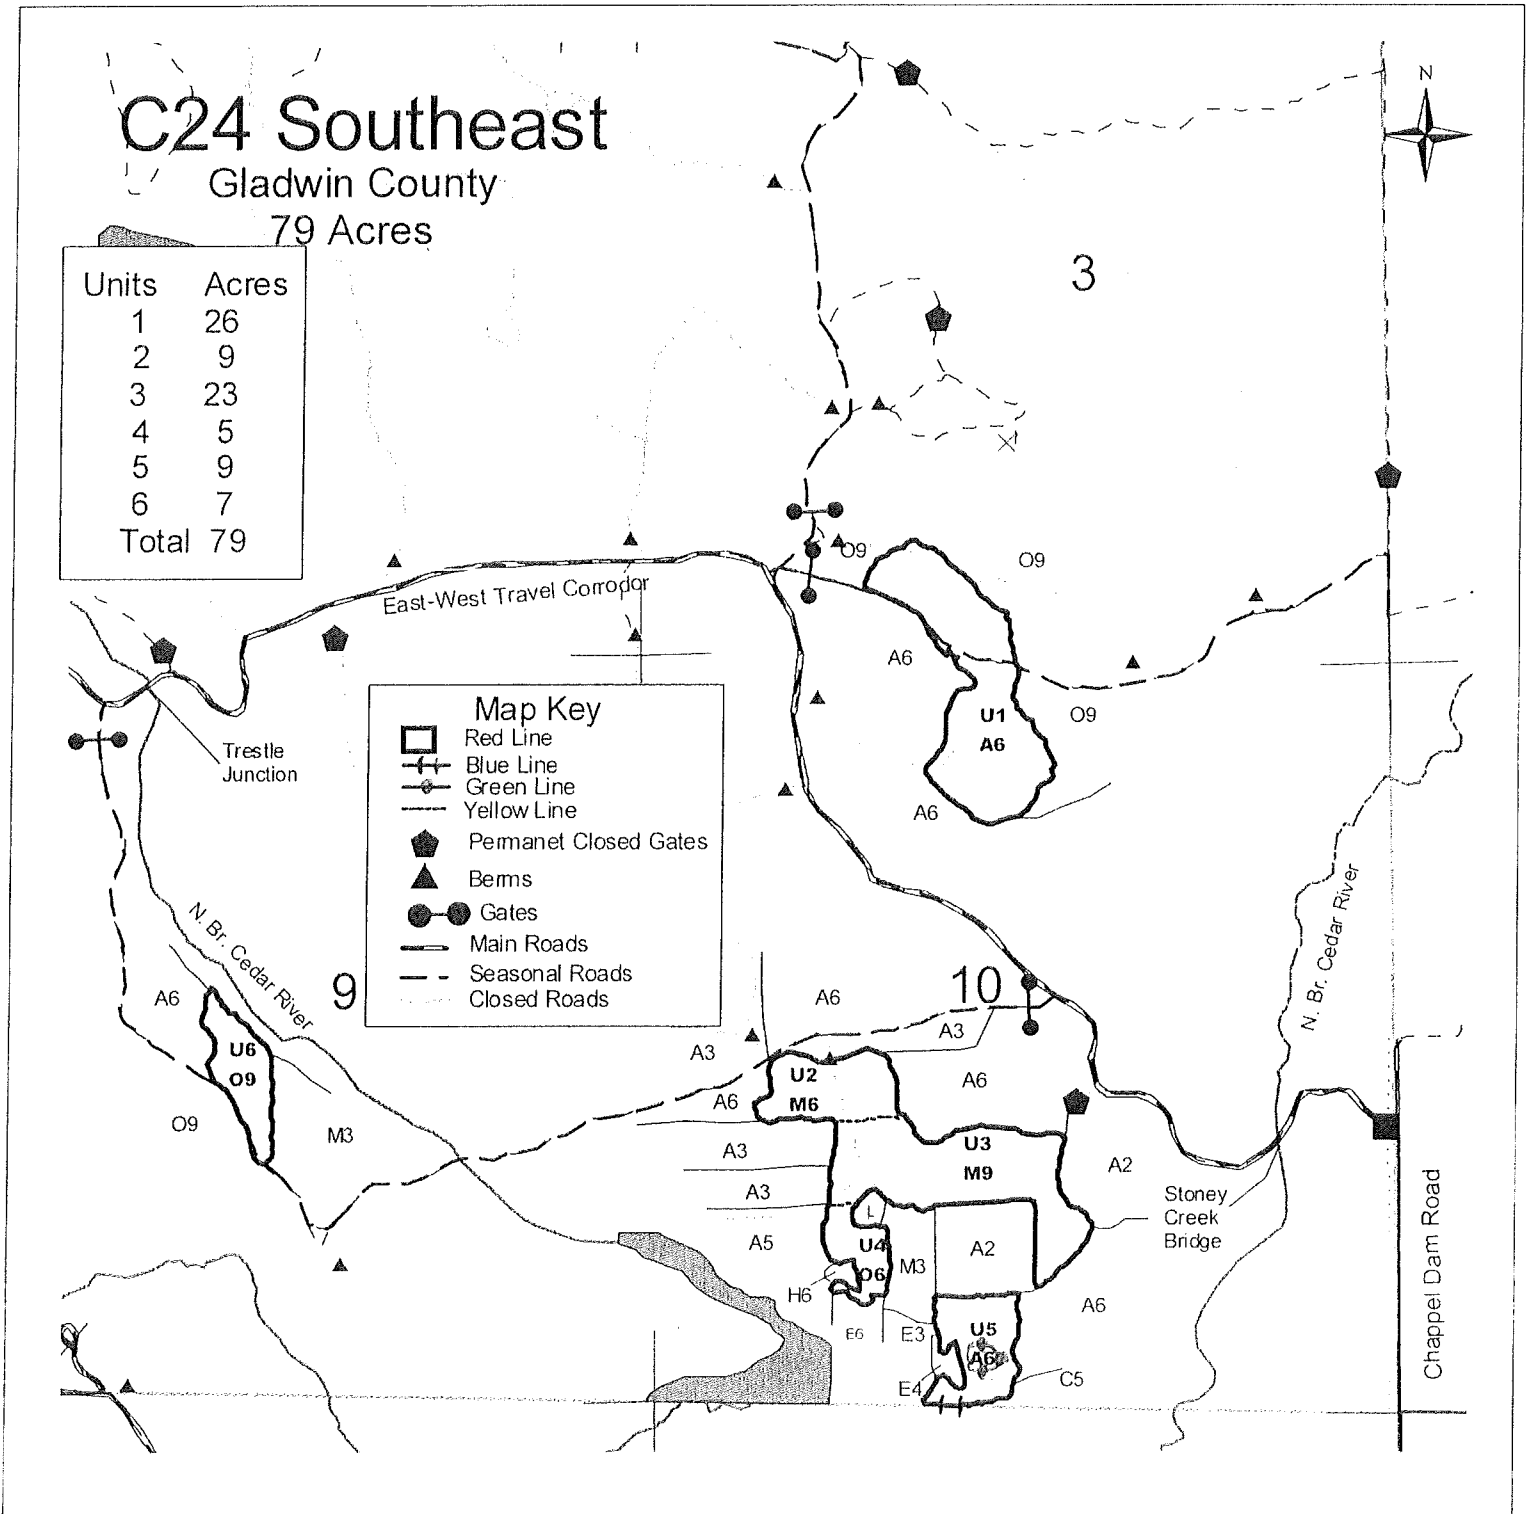 C24 Southeast
Gladwin County
79 Acres
N
Units Acres
1 26
2 9
3 23
4 5
5 9
6 7
Total 79
3
O9
O9
East-West Travel Corrodor
A6
U1
A6
O9
A6
Trestle
Junction
Map Key
Red Line
Blue Line
Green Line
Yellow Line
Permanet Closed Gates
Berms
Gates
Main Roads
Seasonal Roads
Closed Roads
N. Br. Cedar River
N. Br. Cedar River
9
10
A6
A6
A3
A3
U6
O9
U2
M6
A6
A6
O9
M3
U3
M9
A3
A2
A3
Stoney
Creek
Bridge
L
A5
U4
O6
M3
A2
H6
A6
E6
E3
U5
A6
E4
C5
Chappel Dam Road